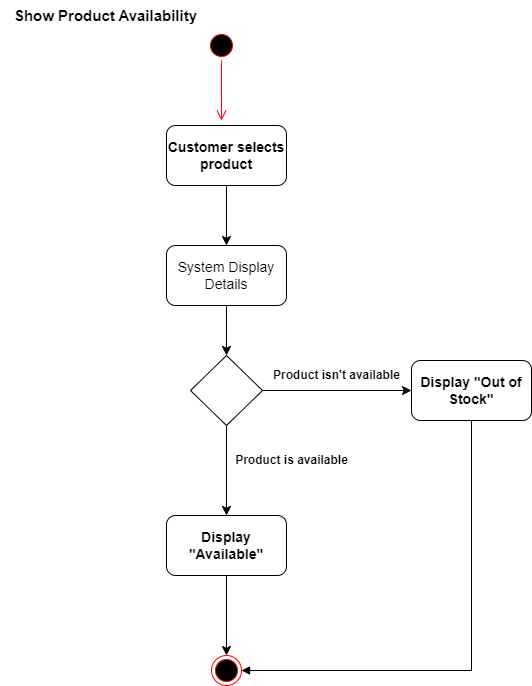 Show Product Availability
Customer selects
product
System Display
Details
Product isn't available
Display "Out of
Stock"
Product is available
Display
"Available"